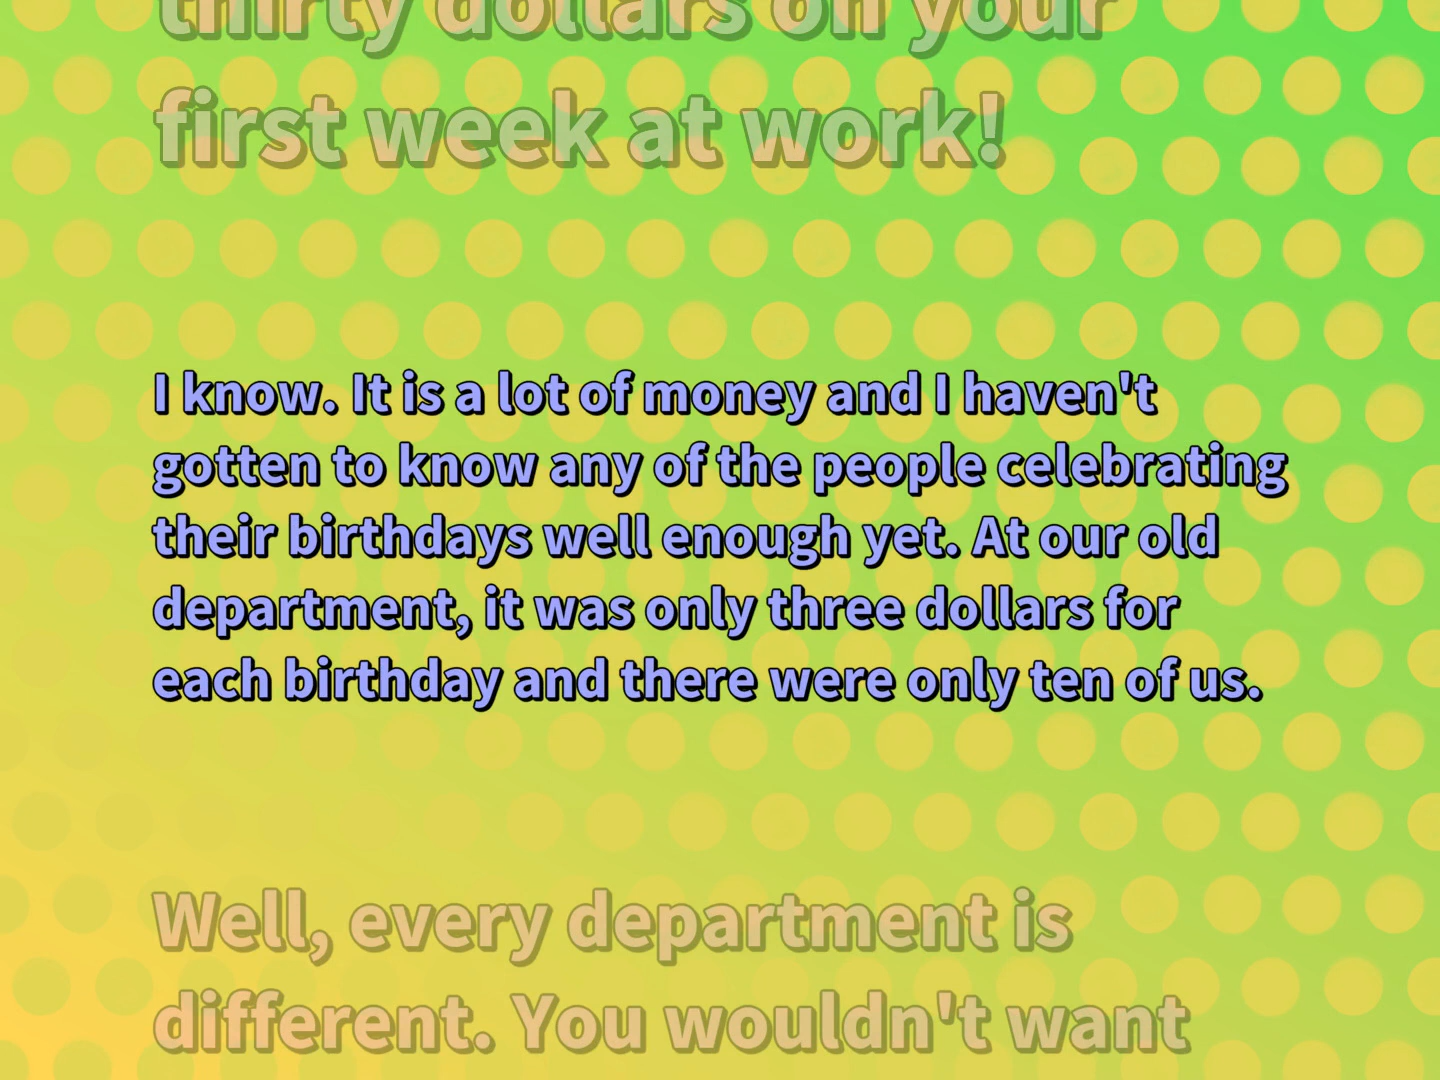 thirty dollars on your
first week at work!
I know. It is a lot of money and I haven't
gotten to know any of the people celebrating
their birthdays well enough yet. At our old
department, it was only three dollars for
each birthday and there were only ten of us.
Well, every department is
different. You wouldn't want